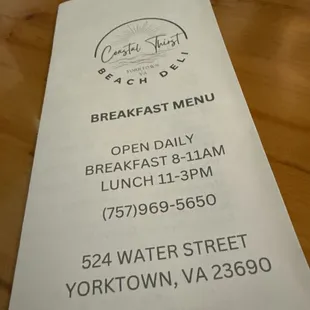 Coastal Thirst
YORKTOWN
VA
BEACH DELI
BREAKFAST MENU
OPEN DAILY
BREAKFAST 8-11AM
LUNCH 11-3PM
(757)969-5650
524 WATER STREET
YORKTOWN, VA 23690